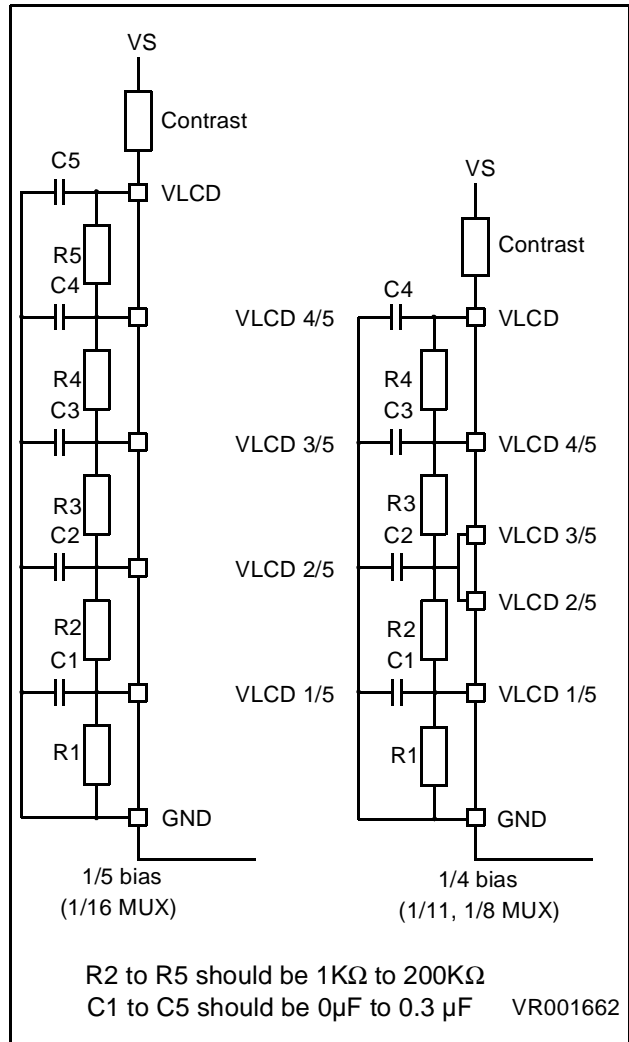 VS
Contrast
C5
VLCD
R5
C4
VLCD 4/5
R4
C3
VLCD 3/5
R3
C2
VLCD 2/5
R2
C1
VLCD 1/5
R1
GND
1/5 bias
(1/16 MUX)
VS
Contrast
C4
VLCD
R4
C3
VLCD 4/5
R3
VLCD 3/5
C2
VLCD 2/5
R2
C1
VLCD 1/5
R1
GND
1/4 bias
(1/11, 1/8 MUX)
R2 to R5 should be 1KΩ to 200KΩ
C1 to C5 should be 0µF to 0.3 µF VR001662